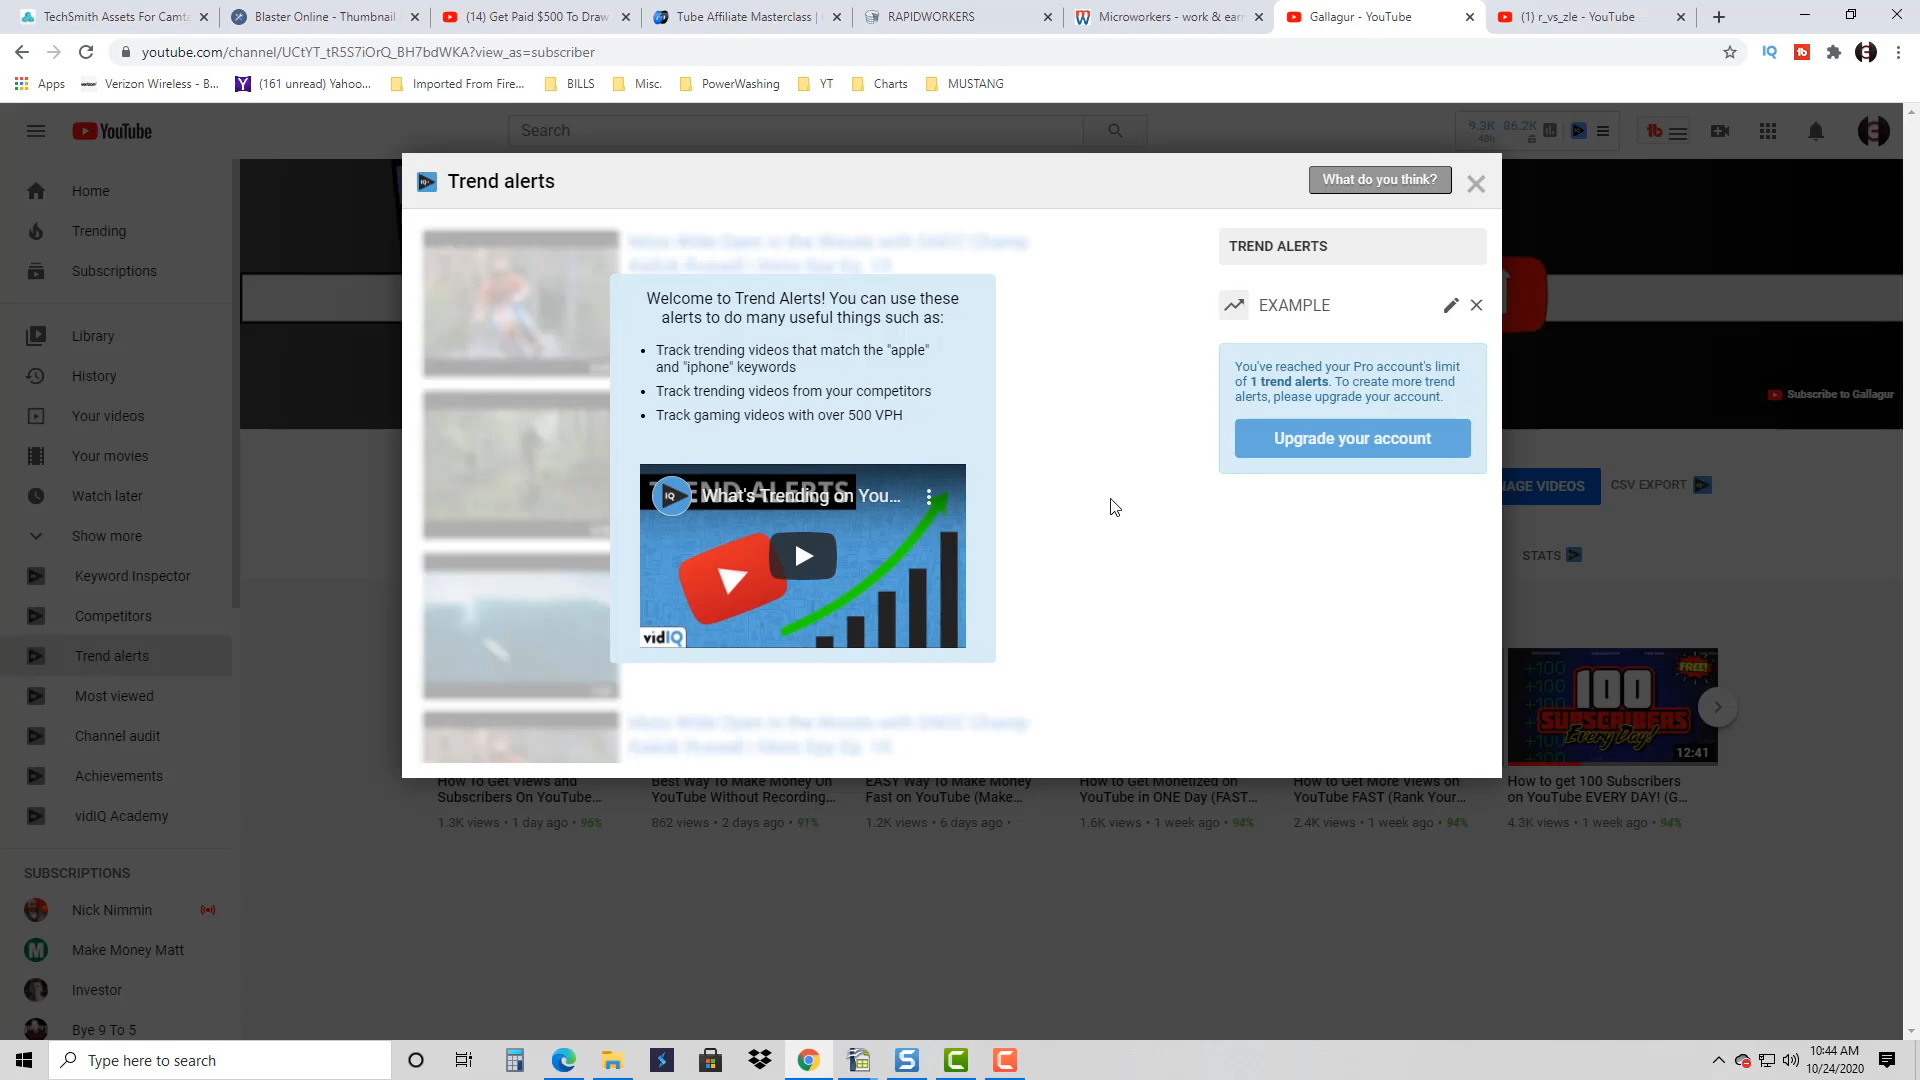 TechSmith Assets For Camta
Blaster Online - Thumbnail
(14) Get Paid $500 To Draw
Tube Affiliate Masterclass | C
RAPIDWORKERS
Microworkers - work & earn
Gallagur - YouTube
(1) r_vs_zle - YouTube
youtube.com/channel/UCtYT_tR5S7iOrQ_BH7bdWKA?view_as=subscriber
Apps
Verizon Wireless - B...
(161 unread) Yahoo...
Imported From Fire...
BILLS
Misc.
PowerWashing
YT
Charts
MUSTANG
YouTube
Search
9.3K 86.2K
48h
Home
Trending
Subscriptions
Library
History
Your videos
Your movies
Watch later
Show more
Keyword Inspector
Competitors
Trend alerts
Most viewed
Channel audit
Achievements
vidIQ Academy
SUBSCRIPTIONS
Nick Nimmin
Make Money Matt
Investor
Bye 9 To 5
Trend alerts
What do you think?
Welcome to Trend Alerts! You can use these
alerts to do many useful things such as:
• Track trending videos that match the "apple"
and "iphone" keywords
• Track trending videos from your competitors
• Track gaming videos with over 500 VPH
TREND ALERTS
What's Trending on You...
vidIQ
TREND ALERTS
EXAMPLE
You've reached your Pro account's limit
of 1 trend alerts. To create more trend
alerts, please upgrade your account.
Upgrade your account
Subscribe to Gallagur
AGE VIDEOS
CSV EXPORT
STATS
+100
100
SUBSCRIBERS
Every Day!
FREE!
12:41
How To Get Views and
Subscribers On YouTube...
1.3K views • 1 day ago • 96%
Best Way To Make Money On
YouTube Without Recording...
862 views • 2 days ago • 91%
EASY Way To Make Money
Fast on YouTube (Make...
1.2K views • 6 days ago •
How to Get Monetized on
YouTube in ONE Day (FAST...
1.6K views • 1 week ago • 94%
How to Get More Views on
YouTube FAST (Rank Your...
2.4K views • 1 week ago • 94%
How to get 100 Subscribers
on YouTube EVERY DAY! (G...
4.3K views • 1 week ago • 94%
Type here to search
10:44 AM
10/24/2020